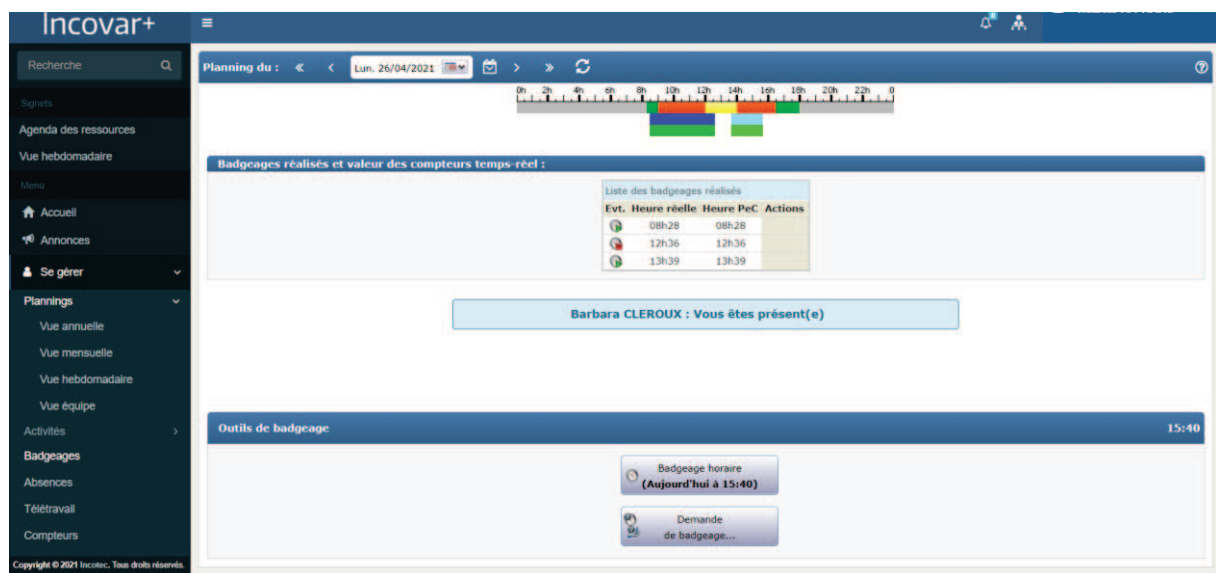 Incovar+
6
Recherche
Planning du : « < Lun. 26/04/2021 > »
0h 2h 4h 6h 8h 10h 12h 14h 16h 18h 20h 22h 0
Signets
Agenda des ressources
Vue hebdomadaire
Badgeages réalisés et valeur des compteurs temps-réel :
Menu
Accueil
Annonces
Se gérer
Liste des badgeages réalisés
Evt. Heure réelle Heure PeC Actions
08h28 08h28
12h36 12h36
13h39 13h39
Plannings
Vue annuelle
Vue mensuelle
Vue hebdomadaire
Vue équipe
Barbara CLEROUX : Vous êtes présent(e)
Activités
Badgeages
Absences
Télétravail
Compteurs
Outils de badgeage 15:40
Badgeage horaire
(Aujourd'hui à 15:40)
Demande
de badgeage...
Copyright © 2021 Incotec. Tous droits réservés.